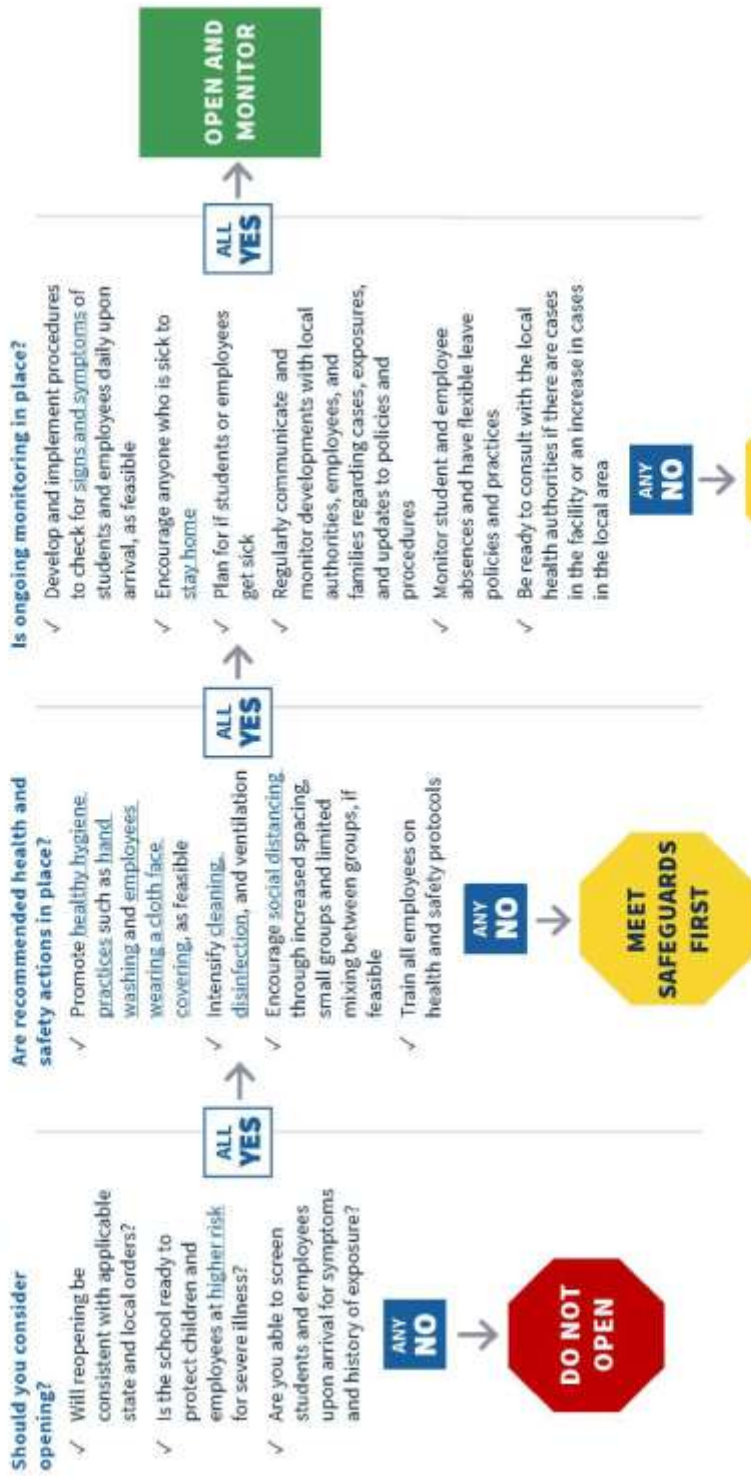 Should you consider
opening?
✓ Will reopening be
consistent with applicable
state and local orders?
✓ Is the school ready to
protect children and
employees at higher risk
for severe illness?
✓ Are you able to screen
students and employees
upon arrival for symptoms
and history of exposure?
ANY
NO
DO NOT
OPEN
ALL
YES
Are recommended health and
safety actions in place?
✓ Promote healthy hygiene
practices such as hand
washing and employees
wearing a cloth face
covering, as feasible
✓ Intensify cleaning,
disinfection, and ventilation
✓ Encourage social distancing
through increased spacing,
small groups and limited
mixing between groups, if
feasible
✓ Train all employees on
health and safety protocols
ANY
NO
MEET
SAFEGUARDS
FIRST
ALL
YES
Is ongoing monitoring in place?
✓ Develop and implement procedures
to check for signs and symptoms of
students and employees daily upon
arrival, as feasible
✓ Encourage anyone who is sick to
stay home
✓ Plan for if students or employees
get sick
✓ Regularly communicate and
monitor developments with local
authorities, employees, and
families regarding cases, exposures,
and updates to policies and
procedures
✓ Monitor student and employee
absences and have flexible leave
policies and practices
✓ Be ready to consult with the local
health authorities if there are cases
in the facility or an increase in cases
in the local area
ANY
NO
ALL
YES
OPEN AND
MONITOR